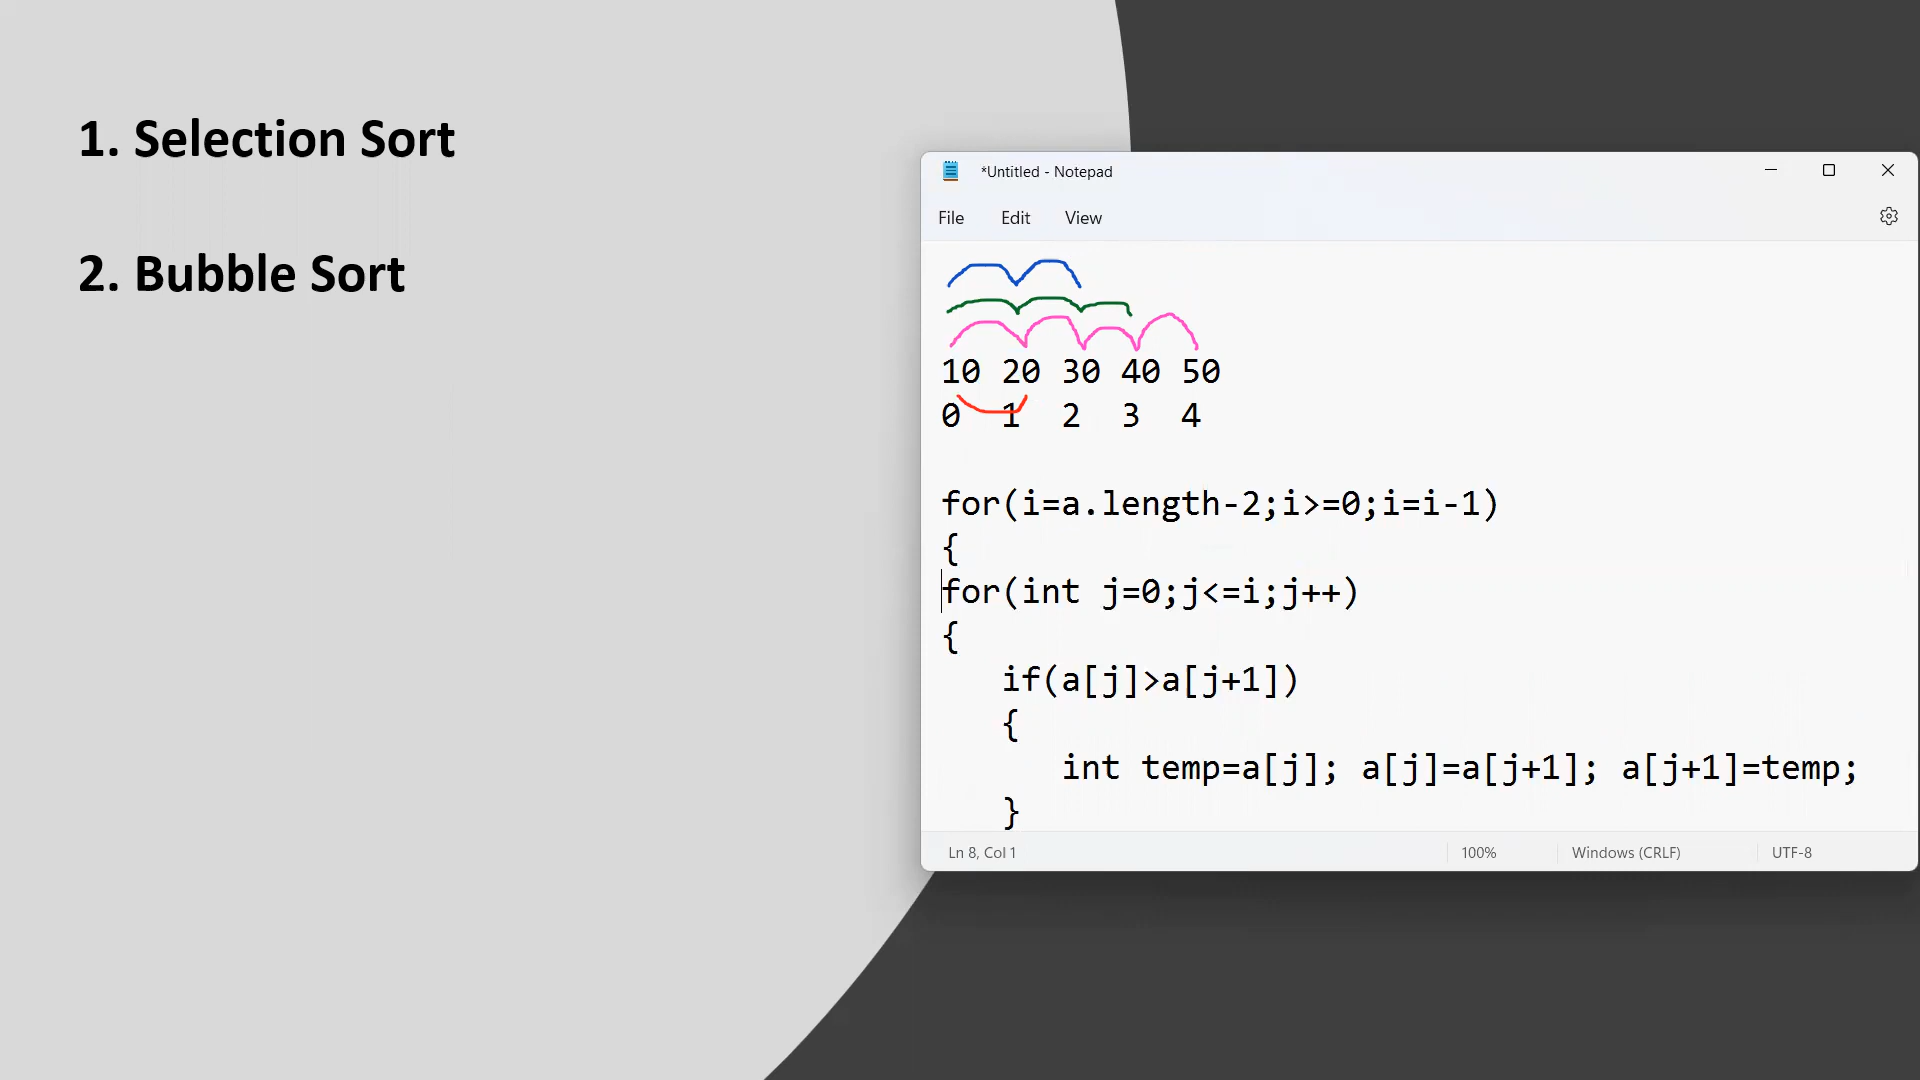 1. Selection Sort
2. Bubble Sort
*Untitled - Notepad
File Edit View
10 20 30 40 50
0 1 2 3 4
for(i=a.length-2;i>=0;i=i-1)
{
for(int j=0;j<=i;j++)
{
if(a[j]>a[j+1])
{
int temp=a[j]; a[j]=a[j+1]; a[j+1]=temp;
}
Ln 8, Col 1 100% Windows (CRLF) UTF-8